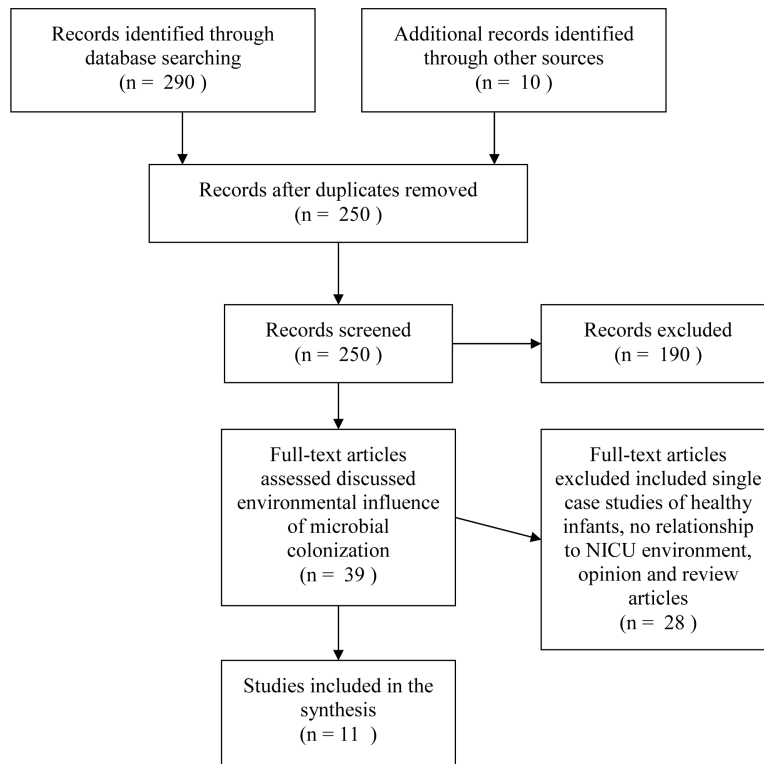 Records identified through
database searching
(n = 290 )
Additional records identified
through other sources
(n = 10 )
Records after duplicates removed
(n = 250 )
Records screened
(n = 250 )
Records excluded
(n = 190 )
Full-text articles
assessed discussed
environmental influence
of microbial
colonization
(n = 39 )
Full-text articles
excluded included single
case studies of healthy
infants, no relationship
to NICU environment,
opinion and review
articles
(n = 28 )
Studies included in the
synthesis
(n = 11 )